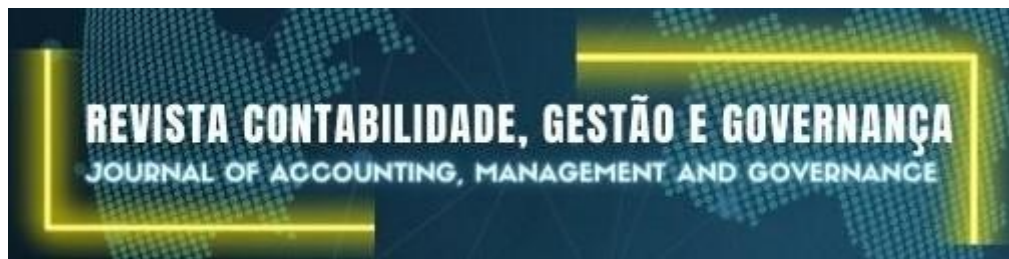 REVISTA CONTABILIDADE, GESTÃO E GOVERNANÇA
JOURNAL OF ACCOUNTING, MANAGEMENT AND GOVERNANCE